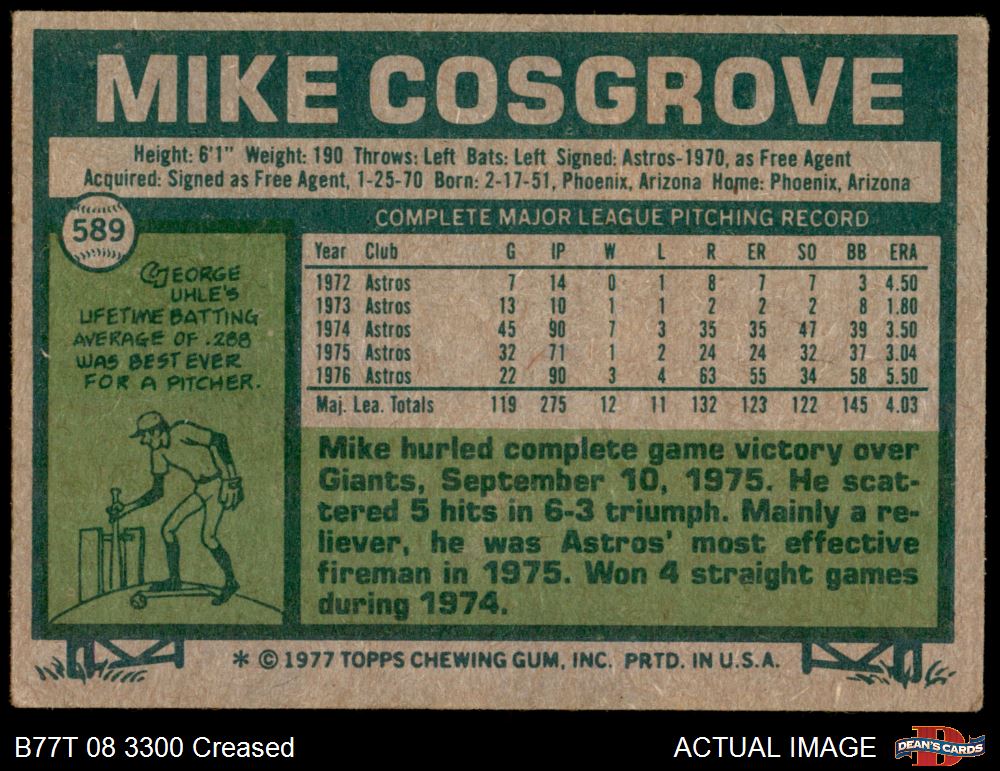 MIKE COSGROVE
Height: 6'1" Weight: 190 Throws: Left Bats: Left Signed: Astros-1970, as Free Agent
Acquired: Signed as Free Agent, 1-25-70 Born: 2-17-51, Phoenix, Arizona Home: Phoenix, Arizona
589
GEORGE
UHLE'S
LIFETIME BATTING
AVERAGE OF .288
WAS BEST EVER
FOR A PITCHER.
COMPLETE MAJOR LEAGUE PITCHING RECORD
Year Club G IP W L R ER SO BB ERA
1972 Astros 7 14 0 1 8 7 7 3 4.50
1973 Astros 13 10 1 1 2 2 2 8 1.80
1974 Astros 45 90 7 3 35 35 47 39 3.50
1975 Astros 32 71 1 2 24 24 32 37 3.04
1976 Astros 22 90 3 4 63 55 34 58 5.50
Maj. Lea. Totals 119 275 12 11 132 123 122 145 4.03
Mike hurled complete game victory over
Giants, September 10, 1975. He scat-
tered 5 hits in 6-3 triumph. Mainly a re-
liever, he was Astros' most effective
fireman in 1975. Won 4 straight games
during 1974.
* © 1977 TOPPS CHEWING GUM, INC. PRTD. IN U.S.A.
B77T 08 3300 Creased
ACTUAL IMAGE
DEAN'S CARDS